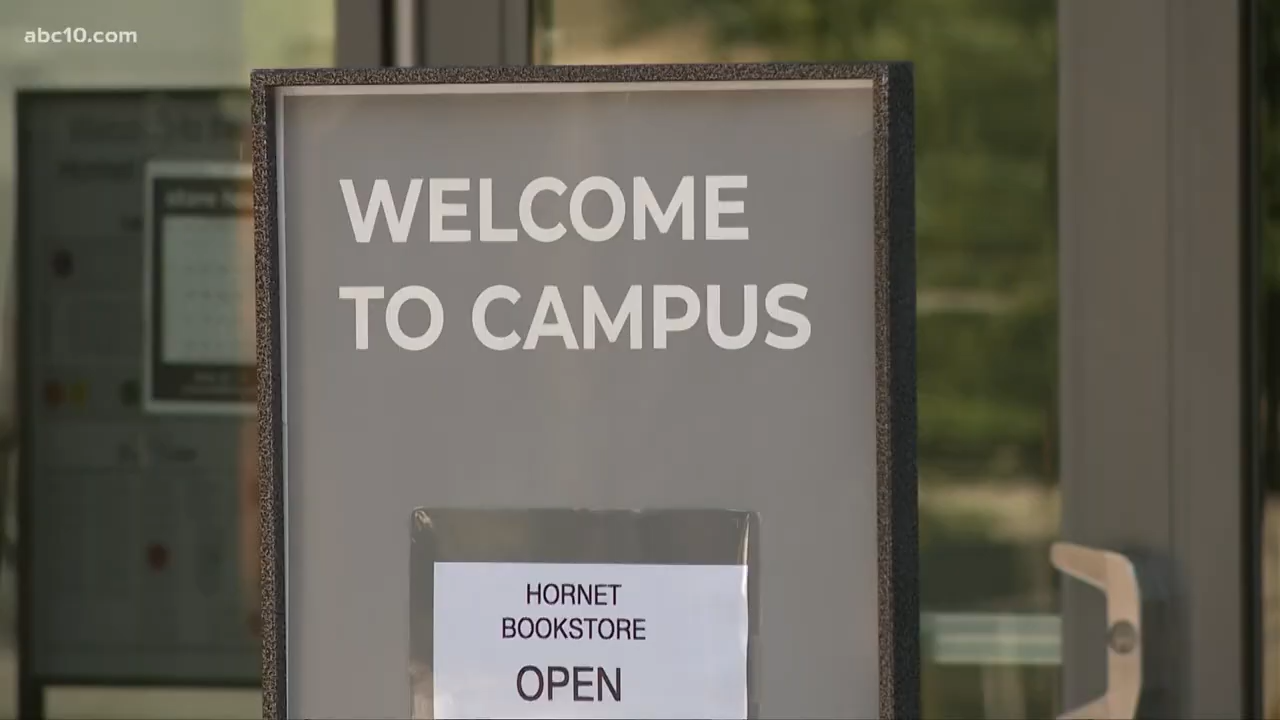 abc10.com
WELCOME
TO CAMPUS
HORNET
BOOKSTORE
OPEN